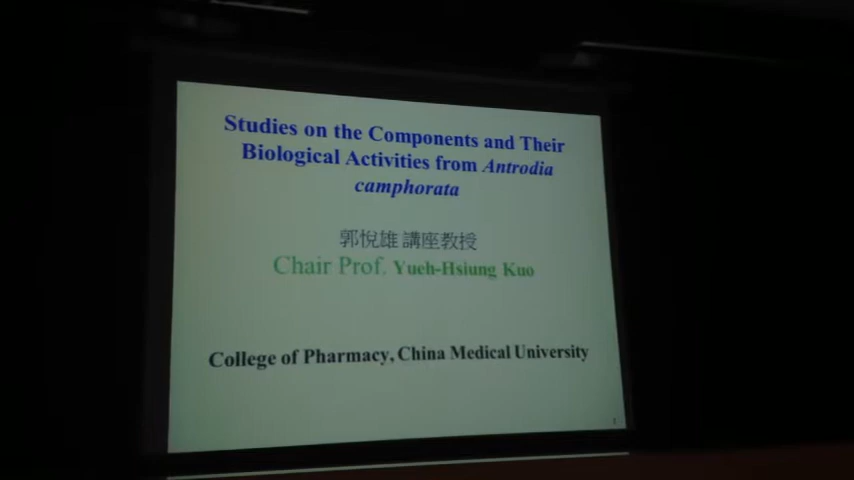 Studies on the Components and Their
Biological Activities from Antrodia
camphorata
郭悅雄 講座教授
Chair Prof. Yueh-Hsiung Kuo
College of Pharmacy, China Medical University
1